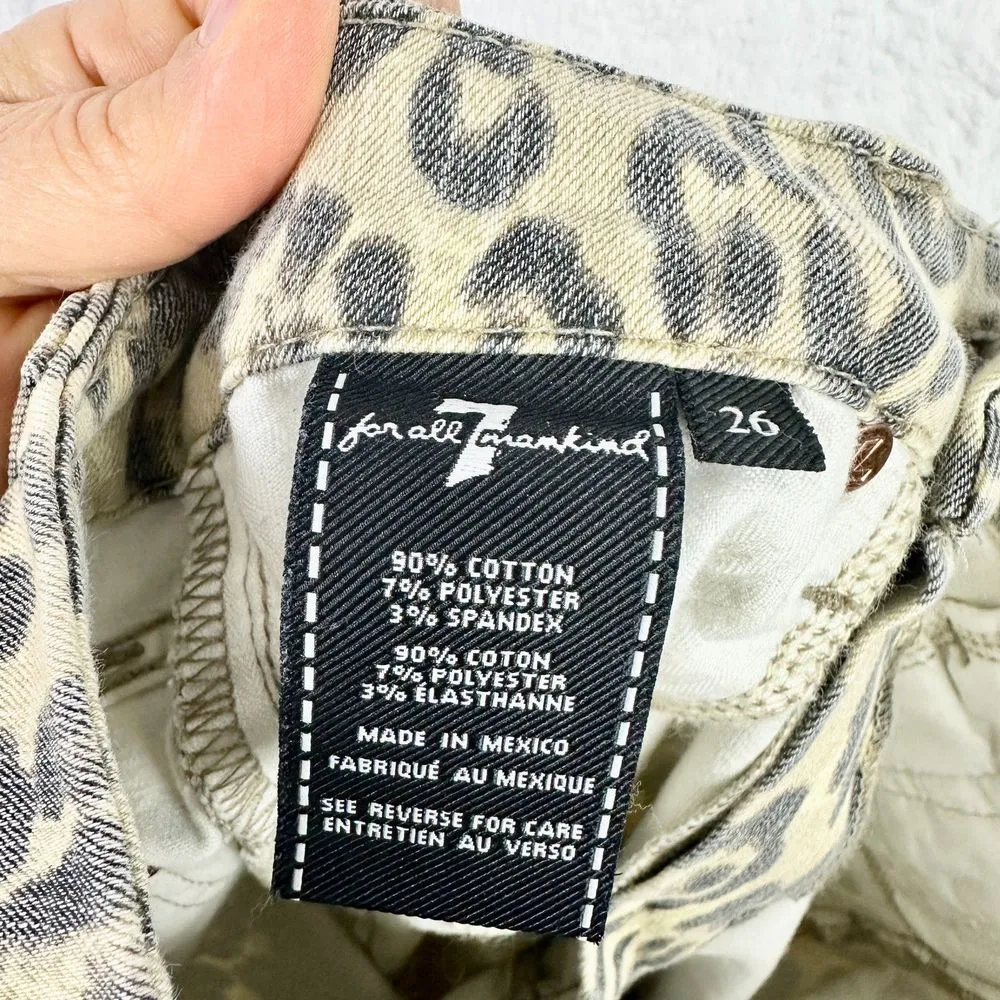 for all 7 mankind
26
90% COTTON
7% POLYESTER
3% SPANDEX
90% COTON
7% POLYESTER
3% ÉLASTHANNE
MADE IN MEXICO
FABRIQUÉ AU MEXIQUE
SEE REVERSE FOR CARE
ENTRETIEN AU VERSO